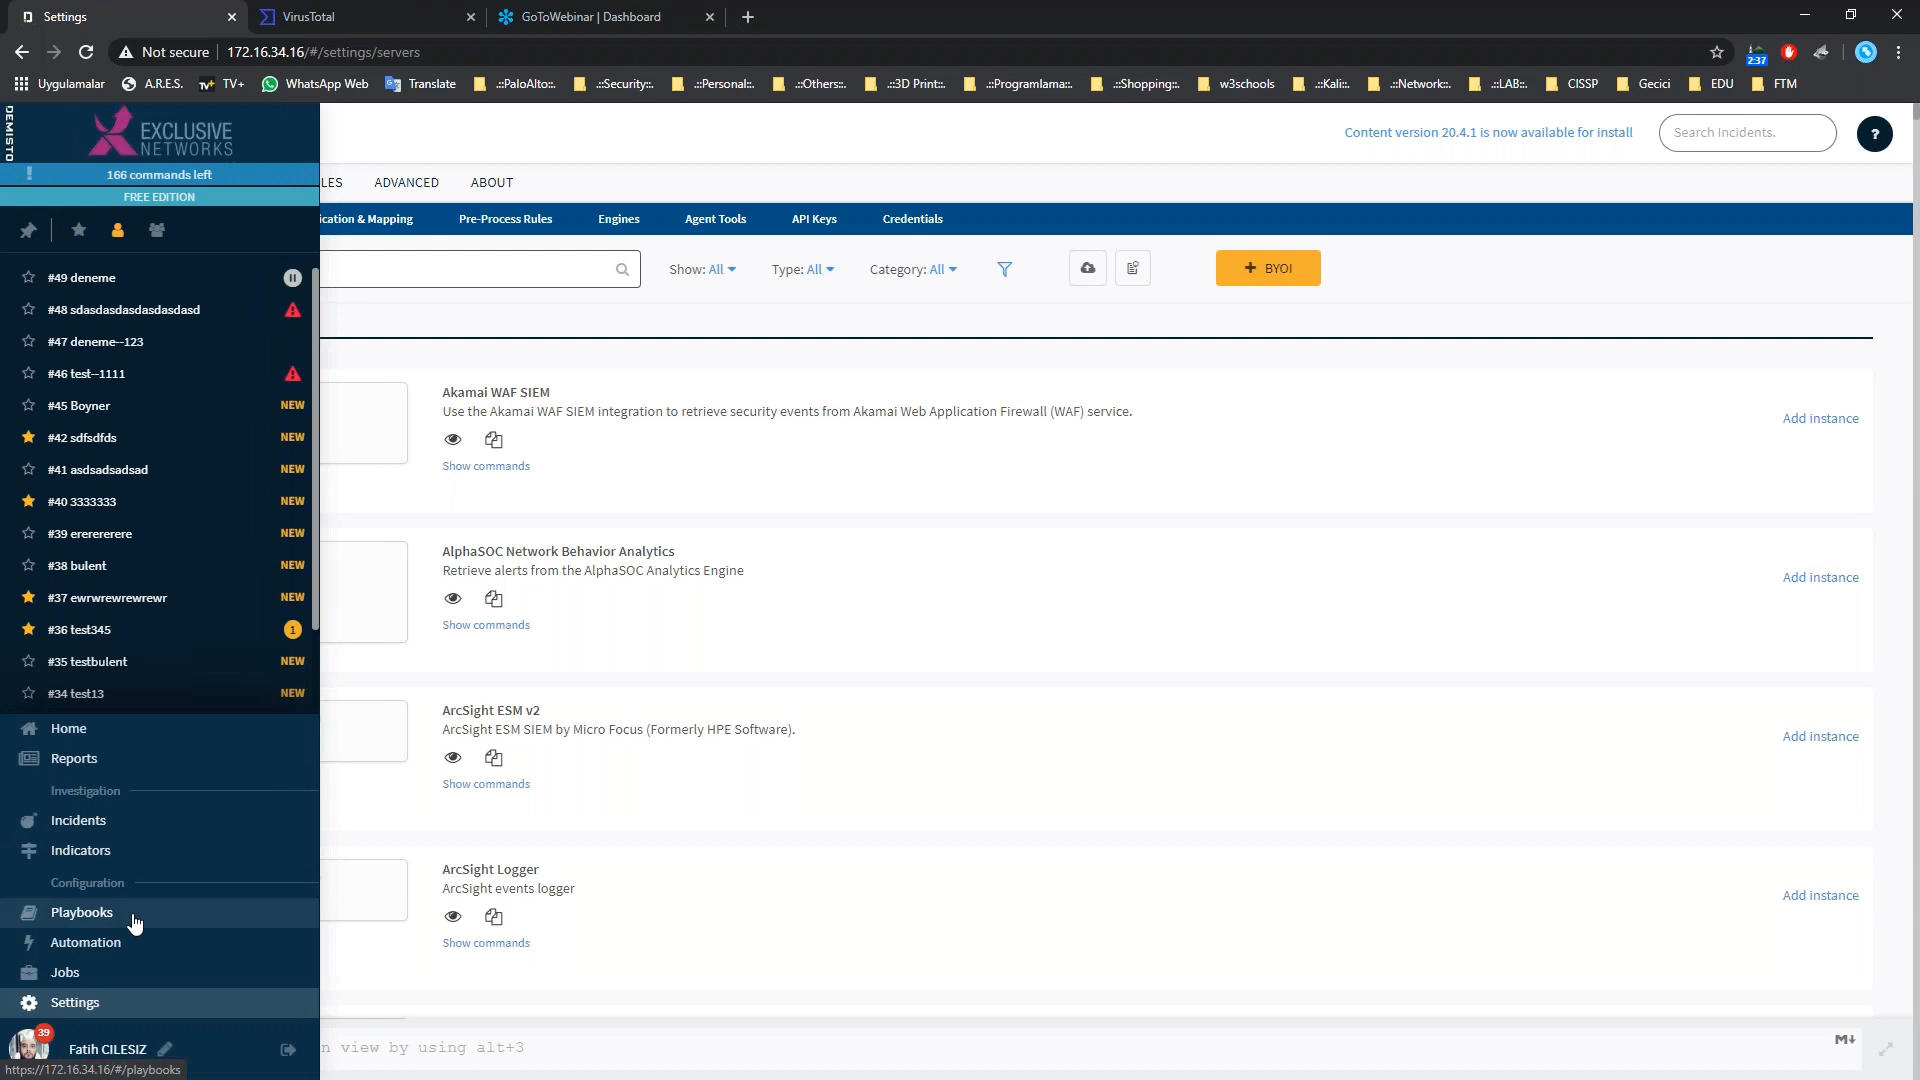 Settings
VirusTotal
GoToWebinar | Dashboard
Not secure
172.16.34.16/#/settings/servers
2:37
Uygulamalar
A.R.E.S.
TV+
WhatsApp Web
Translate
.::PaloAlto::.
.::Security::.
.::Personal::.
.::Others::.
.::3D Print::.
.::Programlama::.
.::Shopping::.
w3schools
.::Kali::.
.::Network::.
.::LAB::.
CISSP
Gecici
EDU
FTM
DEMISTO
EXCLUSIVE
NETWORKS
166 commands left
FREE EDITION
#49 deneme
#48 sdasdasdasdasdasdasd
#47 deneme--123
#46 test--1111
#45 Boyner NEW
#42 sdfsdfds NEW
#41 asdsadsadsad NEW
#40 3333333 NEW
#39 erererererere NEW
#38 bulent NEW
#37 ewrwrewrewrewr NEW
#36 test345 1
#35 testbulent NEW
#34 test13 NEW
Home
Reports
Investigation
Incidents
Indicators
Configuration
Playbooks
Automation
Jobs
Settings
39
Fatih CILESIZ
https://172.16.34.16/#/playbooks
Content version 20.4.1 is now available for install
Search Incidents.
?
LES
ADVANCED
ABOUT
ication & Mapping
Pre-Process Rules
Engines
Agent Tools
API Keys
Credentials
Show: All
Type: All
Category: All
+ BYOI
Akamai WAF SIEM
Use the Akamai WAF SIEM integration to retrieve security events from Akamai Web Application Firewall (WAF) service.
Show commands
Add instance
AlphaSOC Network Behavior Analytics
Retrieve alerts from the AlphaSOC Analytics Engine
Show commands
Add instance
ArcSight ESM v2
ArcSight ESM SIEM by Micro Focus (Formerly HPE Software).
Show commands
Add instance
ArcSight Logger
ArcSight events logger
Show commands
Add instance
n view by using alt+3
M↓